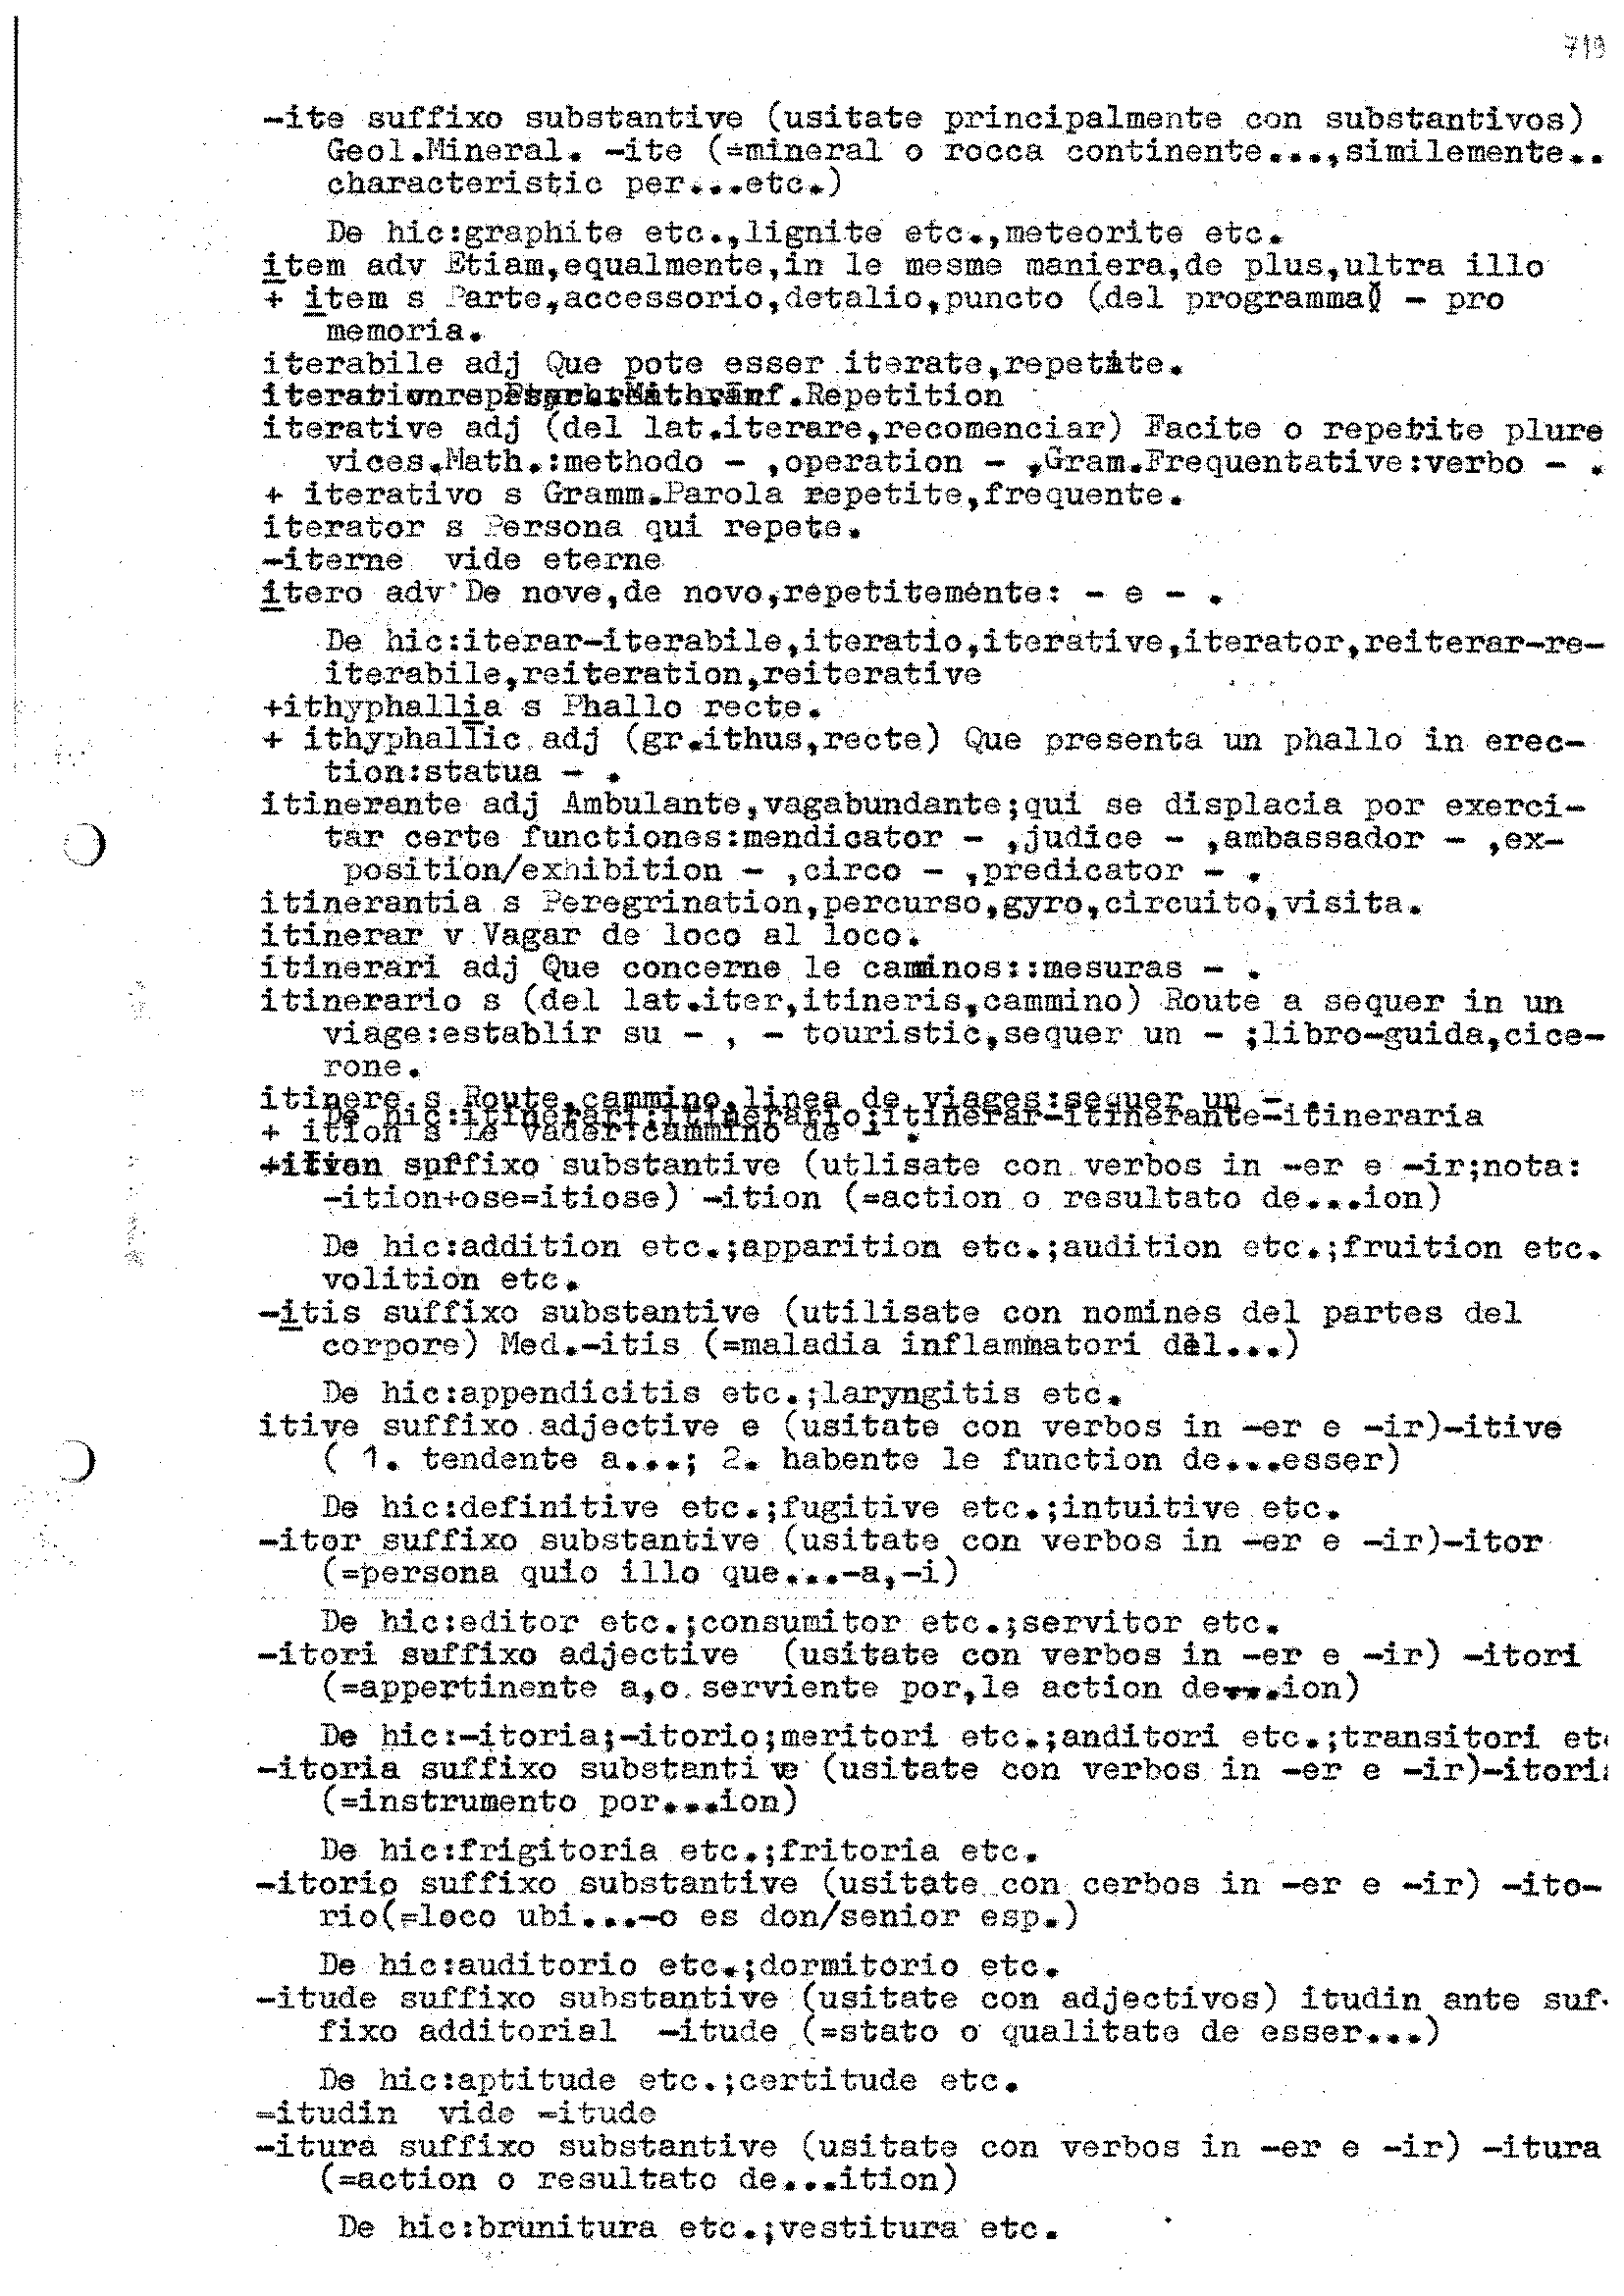 719
-ite suffixo substantive (usitate principalmente con substantivos)
Geol.Mineral. -ite (=mineral o rocca continente...,similemente..
characteristic per...etc.)
De hic:graphite etc.,lignite etc.,meteorite etc.
item adv Etiam,equalmente,in le mesme maniera,de plus,ultra illo
+ item s Parte,accessorio,detalio,puncto (del programma) - pro
memoria.
iterabile adj Que pote esser iterate,repetite.
iteration Repetition
iterative adj (del lat.iterare,recomenciar) Facite o repetite plure
vices.Math.:methodo - ,operation - ,Gram.Frequentative:verbo - .
+ iterativo s Gramm.Parola repetite,frequente.
iterator s Persona qui repete.
-iterne vide eterne
itero adv De nove,de novo,repetitemente: - e - .
De hic:iterar-iterabile,iteratio,iterative,iterator,reiterar-re-
iterabile,reiteration,reiterative
+ithyphallia s Phallo recte.
+ ithyphallic adj (gr.ithus,recte) Que presenta un phallo in erec-
tion:statua - .
itinerante adj Ambulante,vagabundante;qui se displacia por exerci-
tar certe functiones:mendicator - ,judice - ,ambassador - ,ex-
position/exhibition - ,circo - ,predicator - .
itinerantia s Peregrination,percurso,gyro,circuito,visita.
itinerar v Vagar de loco al loco.
itinerari adj Que concerne le caminos::mesuras - .
itinerario s (del lat.iter,itineris,cammino) Route a sequer in un
viage:establir su - , - touristic,sequer un - ;libro-guida,cice-
rone.
itinere s Route,cammino,linea de viages:sequer un - .
De hic:itinerari;itinerario;itinerar-itinerante-itineraria
+ ition s Le vader:cammino de - .
+ition suffixo substantive (utlisate con verbos in -er e -ir;nota:
-ition+ose=itiose) -ition (=action o resultato de...ion)
De hic:addition etc.;apparition etc.;audition etc.;fruition etc.
volition etc.
-itis suffixo substantive (utilisate con nomines del partes del
corpore) Med.-itis (=maladia inflammatori del...)
De hic:appendicitis etc.;laryngitis etc.
itive suffixo adjective e (usitate con verbos in -er e -ir)-itive
( 1. tendente a...; 2. habente le function de...esser)
De hic:definitive etc.;fugitive etc.;intuitive etc.
-itor suffixo substantive (usitate con verbos in -er e -ir)-itor
(=persona quio illo que...-a,-i)
De hic:editor etc.;consumitor etc.;servitor etc.
-itori suffixo adjective (usitate con verbos in -er e -ir) -itori
(=appertinente a,o serviente por,le action de...ion)
De hic:-itoria;-itorio;meritori etc.;anditori etc.;transitori etc
-itoria suffixo substanti ve (usitate con verbos in -er e -ir)-itoria
(=instrumento por...ion)
De hic:frigitoria etc.;fritoria etc.
-itorio suffixo substantive (usitate con cerbos in -er e -ir) -ito-
rio(=loco ubi...-o es don/senior esp.)
De hic:auditorio etc.;dormitorio etc.
-itude suffixo substantive (usitate con adjectivos) itudin ante suf-
fixo additorial -itude (=stato o qualitate de esser...)
De hic:aptitude etc.;certitude etc.
=itudin vide -itude
-itura suffixo substantive (usitate con verbos in -er e -ir) -itura
(=action o resultato de...ition)
De hic:brunitura etc.;vestitura etc.